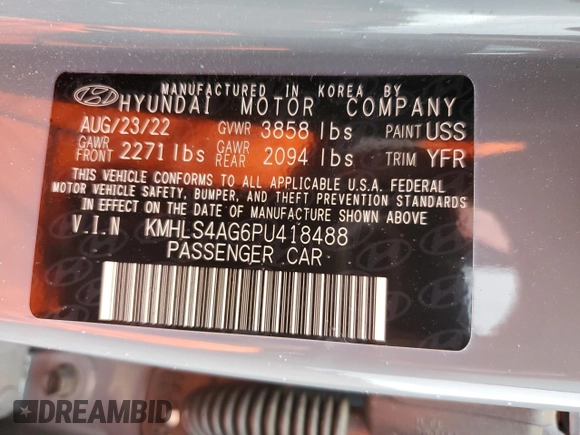 MANUFACTURED IN KOREA BY
HYUNDAI MOTOR COMPANY
AUG/23/22 GVWR 3858 lbs PAINT USS
GAWR FRONT 2271 lbs GAWR REAR 2094 lbs TRIM YFR
THIS VEHICLE CONFORMS TO ALL APPLICABLE U.S.A. FEDERAL
MOTOR VEHICLE SAFETY, BUMPER, AND THEFT PREVENTION STANDARDS
IN EFFECT ON THE DATE OF MANUFACTURE SHOWN ABOVE
V.I.N KMHLS4AG6PU418488
PASSENGER CAR
DREAMBID